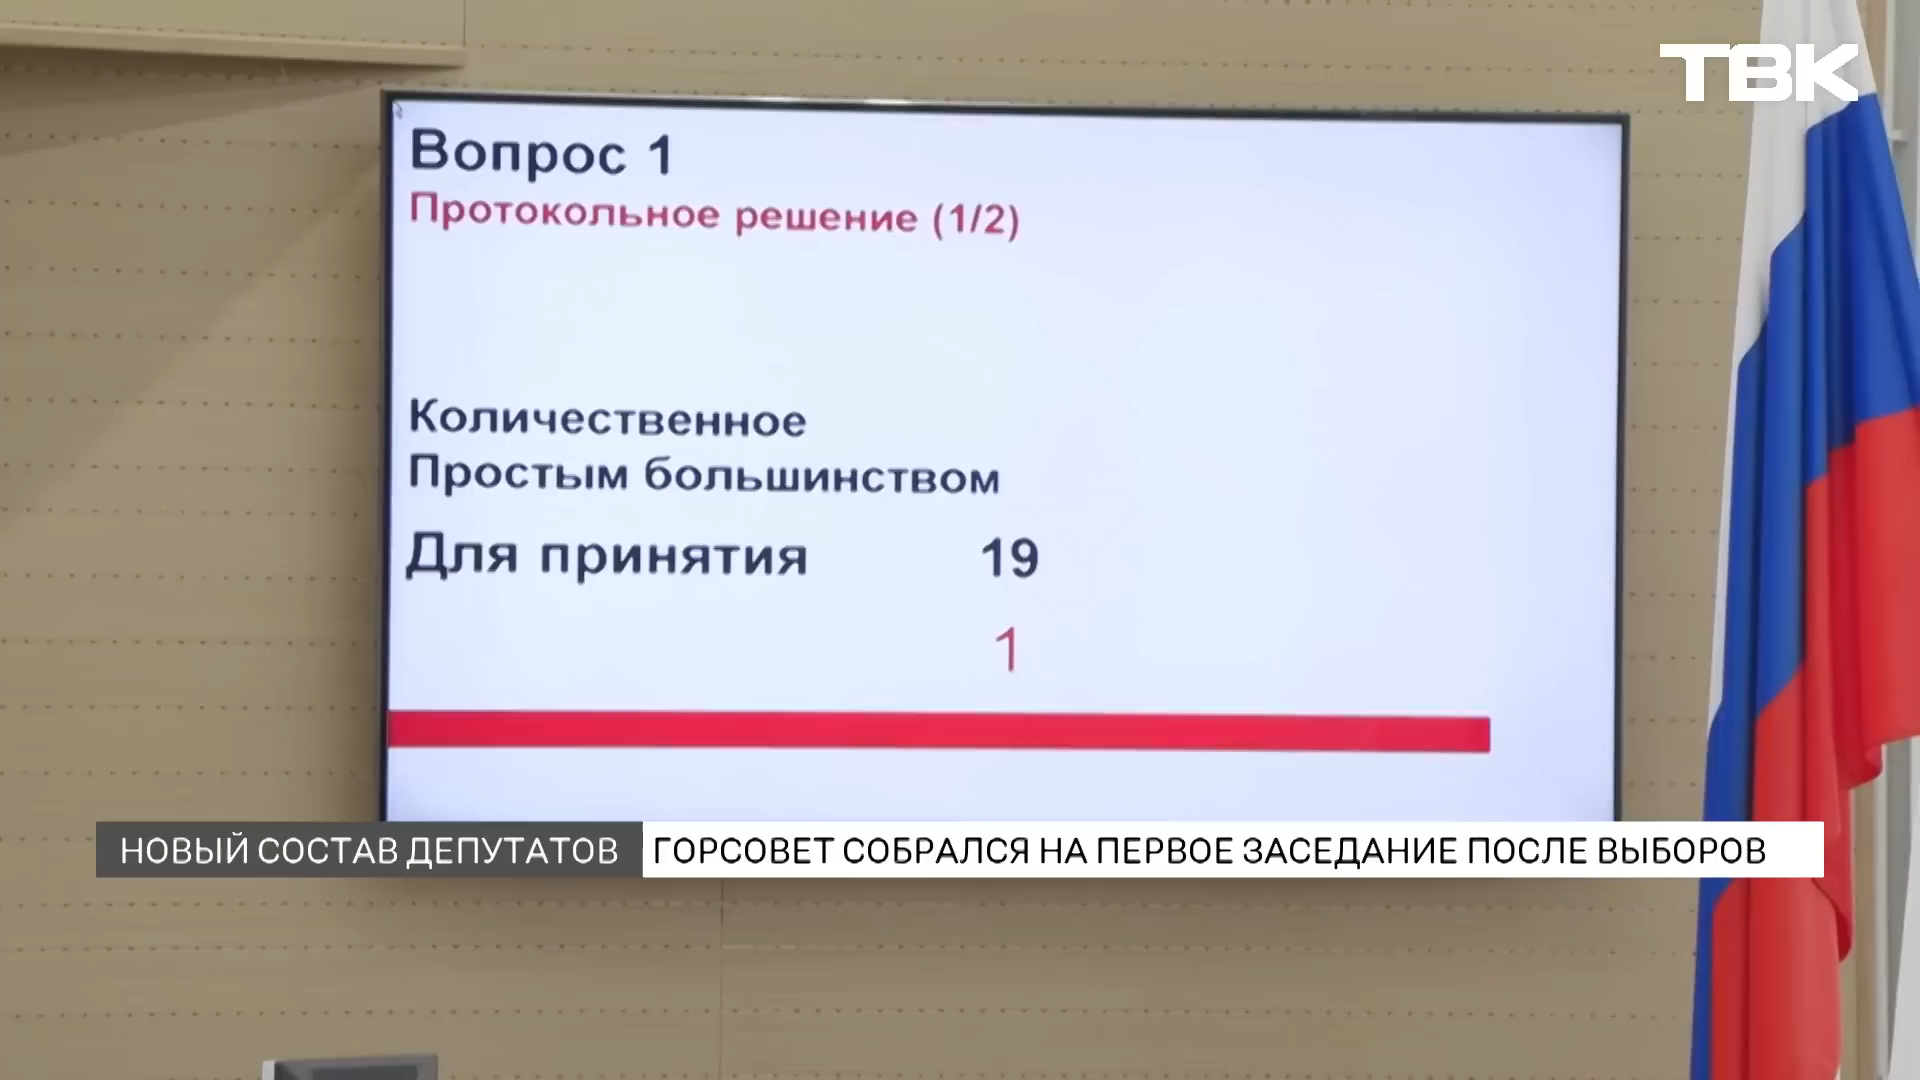 ТВК
Вопрос 1
Протокольное решение (1/2)
Количественное
Простым большинством
Для принятия 19
1
НОВЫЙ СОСТАВ ДЕПУТАТОВ ГОРСОВЕТ СОБРАЛСЯ НА ПЕРВОЕ ЗАСЕДАНИЕ ПОСЛЕ ВЫБОРОВ